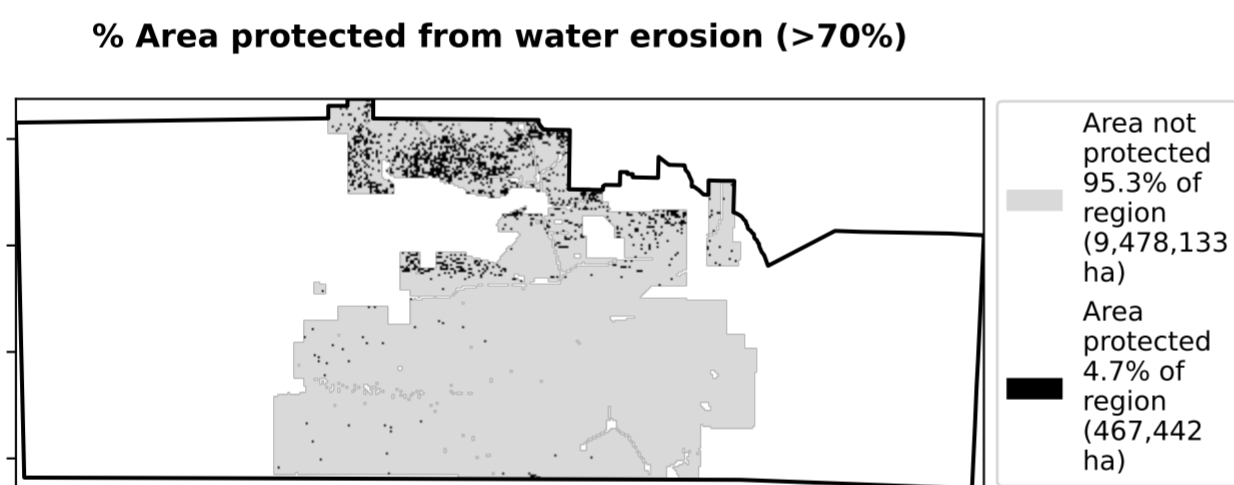 % Area protected from water erosion (>70%)
Area not
protected
95.3% of
region
(9,478,133
ha)
Area
protected
4.7% of
region
(467,442
ha)